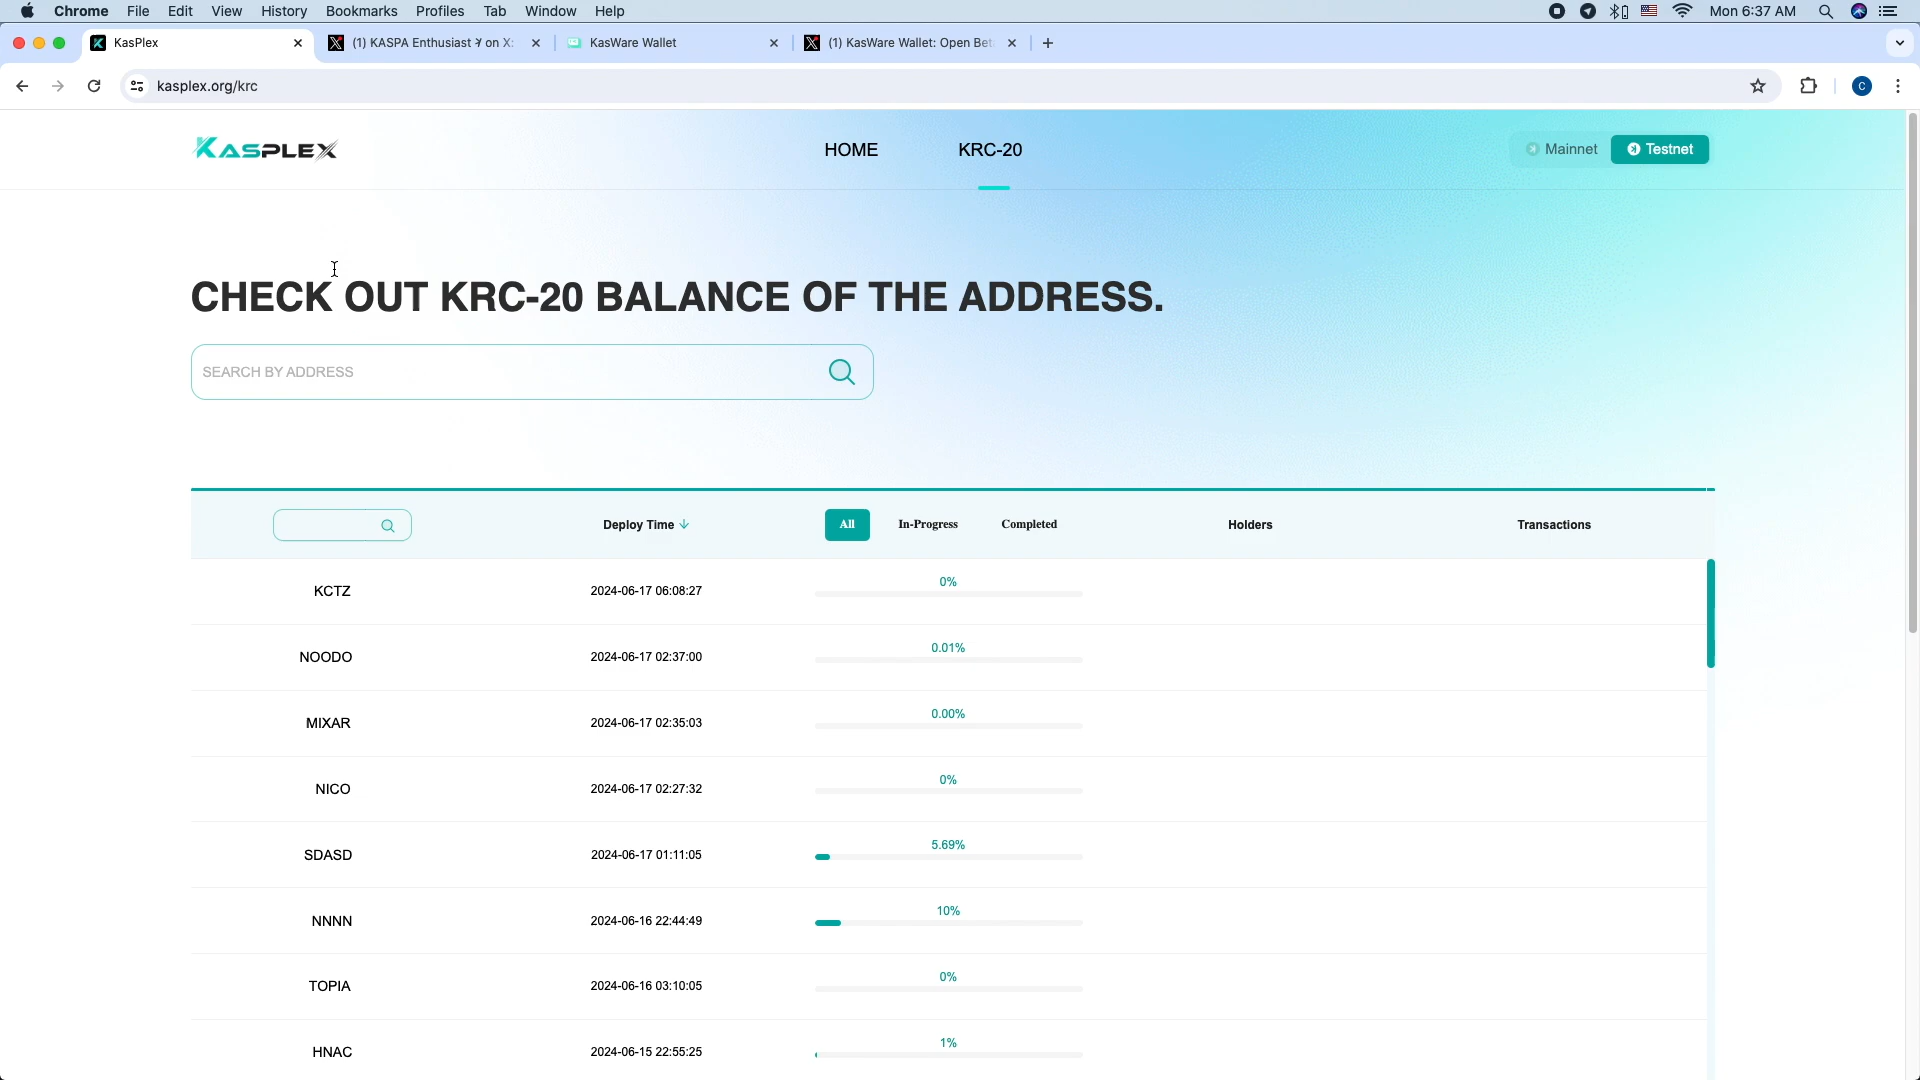 Chrome File Edit View History Bookmarks Profiles Tab Window Help Mon 6:37 AM
KasPlex (1) KASPA Enthusiast on X: KasWare Wallet (1) KasWare Wallet: Open Bet
kasplex.org/krc C
KASPLEX HOME KRC-20 Mainnet Testnet
CHECK OUT KRC-20 BALANCE OF THE ADDRESS.
SEARCH BY ADDRESS
Deploy Time All In-Progress Completed Holders Transactions
KCTZ 2024-06-17 06:08:27 0%
NOODO 2024-06-17 02:37:00 0.01%
MIXAR 2024-06-17 02:35:03 0.00%
NICO 2024-06-17 02:27:32 0%
SDASD 2024-06-17 01:11:05 5.69%
NNNN 2024-06-16 22:44:49 10%
TOPIA 2024-06-16 03:10:05 0%
HNAC 2024-06-15 22:55:25 1%